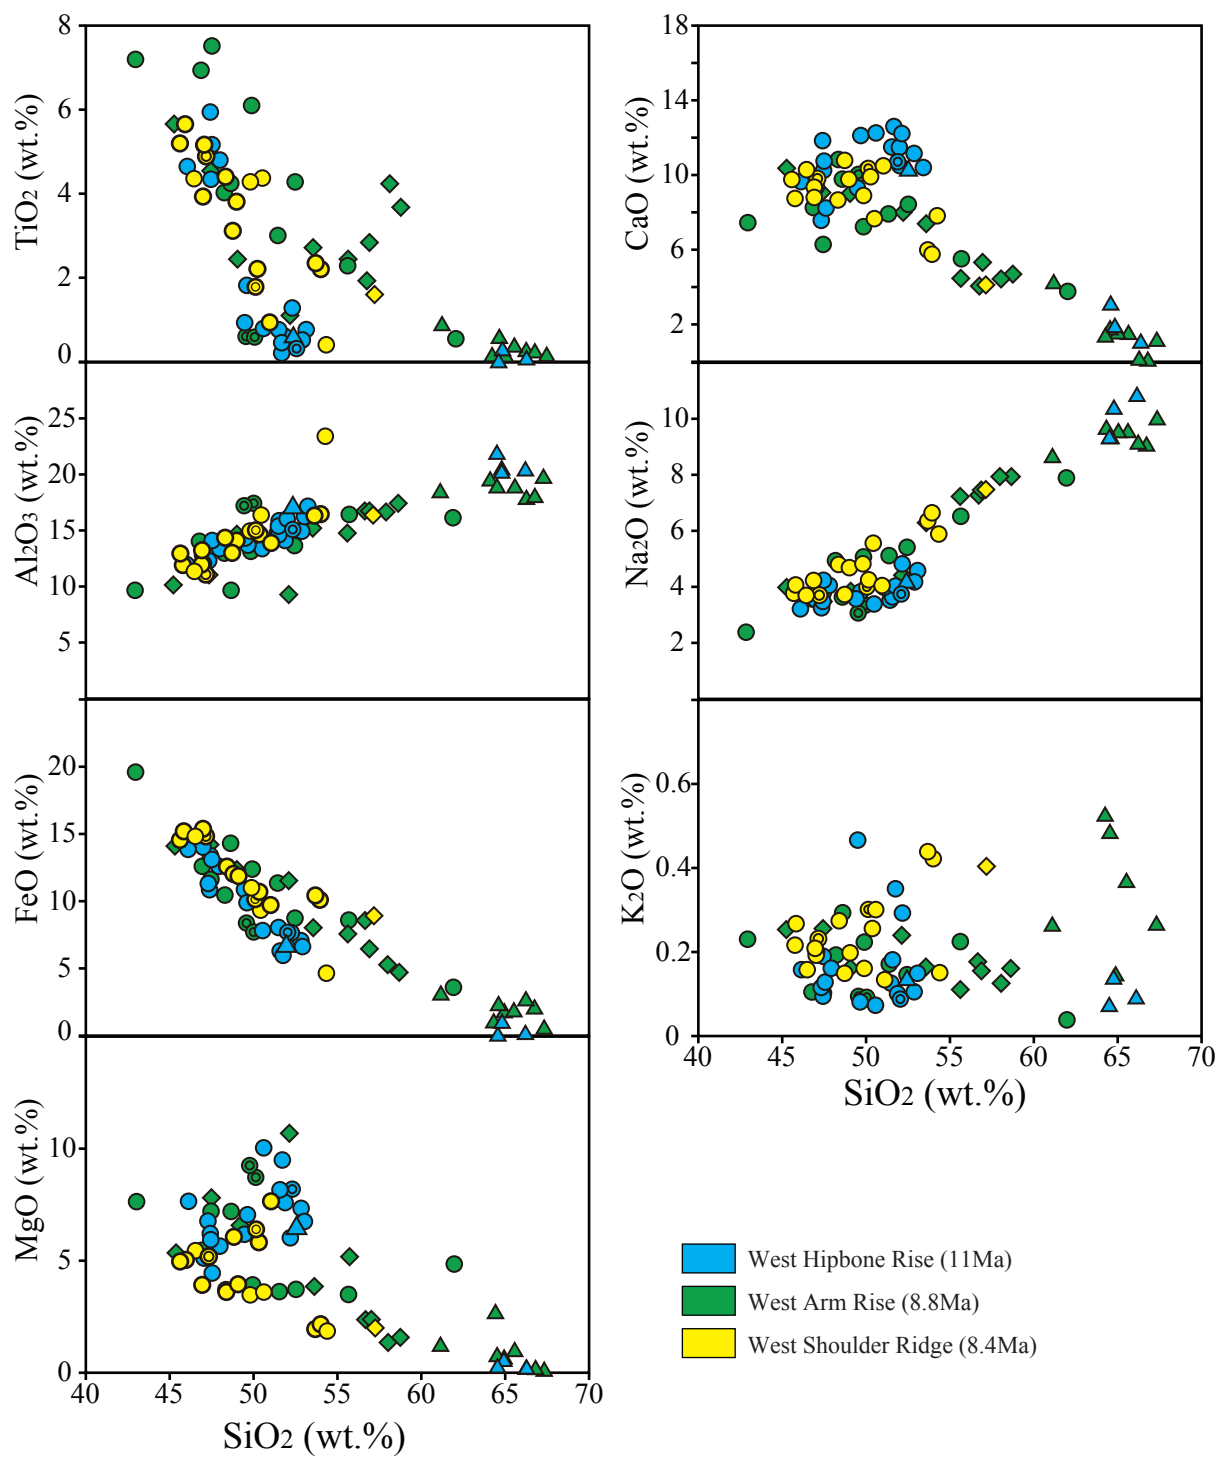 8
6
4
2
0
TiO2 (wt.%)
25
20
15
10
5
Al2O3 (wt.%)
20
15
10
5
0
FeO (wt.%)
10
5
0
MgO (wt.%)
40 45 50 55 60 65 70
SiO2 (wt.%)
18
14
10
6
2
CaO (wt.%)
10
8
6
4
2
Na2O (wt.%)
0.6
0.4
0.2
0
K2O (wt.%)
40 45 50 55 60 65 70
SiO2 (wt.%)
West Hipbone Rise (11Ma)
West Arm Rise (8.8Ma)
West Shoulder Ridge (8.4Ma)